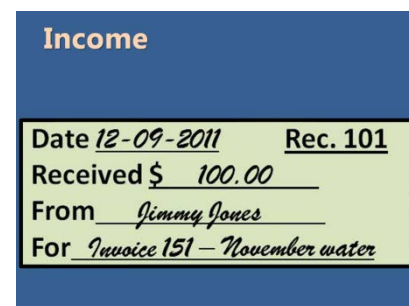 Income
Date 12-09-2011 Rec. 101
Received $ 100.00
From Jimmy Jones
For Invoice 151 – November water